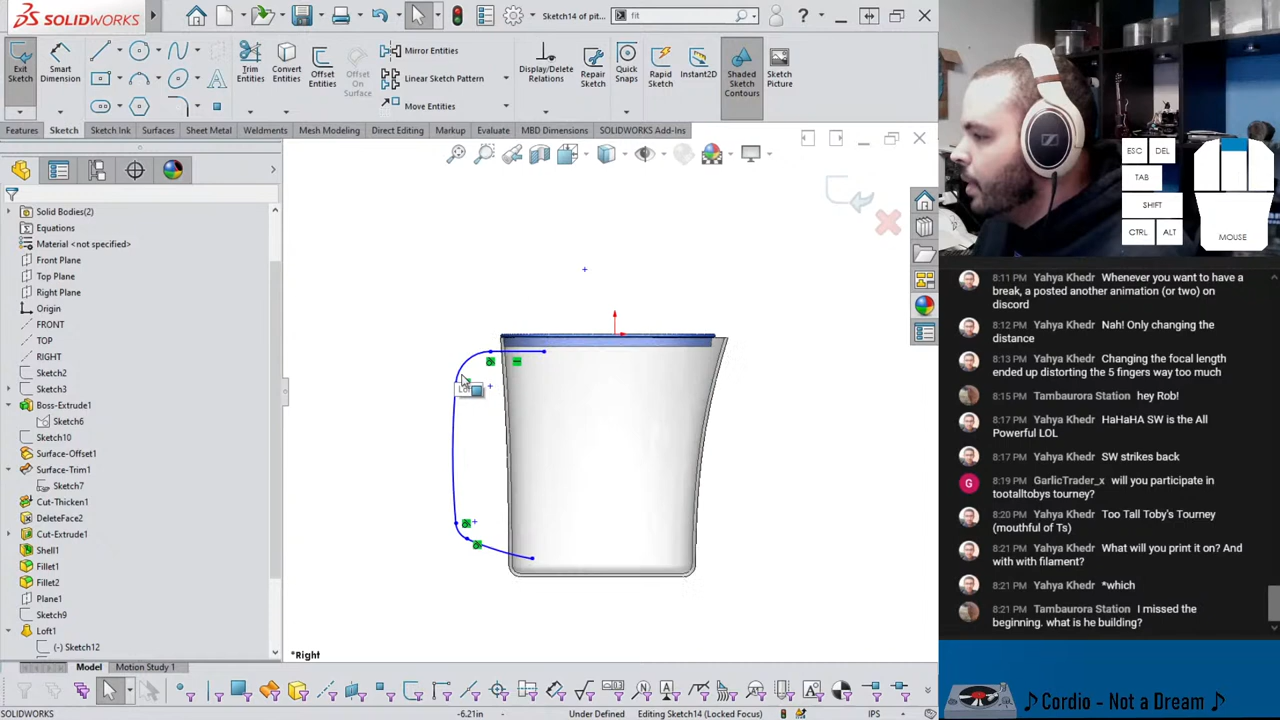 SOLIDWORKS
Sketch14 of pit...
fit
Exit Sketch
Smart Dimension
Trim Entities
Convert Entities
Offset Entities
Offset On Surface
Mirror Entities
Linear Sketch Pattern
Move Entities
Display/Delete Relations
Repair Sketch
Quick Snaps
Rapid Sketch
Instant2D
Shaded Sketch Contours
Sketch Picture
Features
Sketch
Sketch Ink
Surfaces
Sheet Metal
Weldments
Mesh Modeling
Direct Editing
Markup
Evaluate
MBD Dimensions
SOLIDWORKS Add-Ins
Solid Bodies(2)
Equations
Material <not specified>
Front Plane
Top Plane
Right Plane
Origin
FRONT
TOP
RIGHT
Sketch2
Sketch3
Boss-Extrude1
Sketch6
Sketch10
Surface-Offset1
Surface-Trim1
Sketch7
Cut-Thicken1
DeleteFace2
Cut-Extrude1
Shell1
Fillet1
Fillet2
Plane1
Sketch9
Loft1
(-) Sketch12
*Right
Model
Motion Study 1
SOLIDWORKS
-6.21in
Under Defined
Editing Sketch14 (Locked Focus)
IPS
ESC
DEL
TAB
SHIFT
CTRL
ALT
MOUSE
8:11 PM Yahya Khedr Whenever you want to have a
break, a posted another animation (or two) on
discord
8:12 PM Yahya Khedr Nah! Only changing the
distance
8:13 PM Yahya Khedr Changing the focal length
ended up distorting the 5 fingers way too much
8:15 PM Tambaurora Station hey Rob!
8:17 PM Yahya Khedr HaHaHA SW is the All
Powerful LOL
8:17 PM Yahya Khedr SW strikes back
G
8:19 PM GarlicTrader_x will you participate in
tootalltobys tourney?
8:20 PM Yahya Khedr Too Tall Toby's Tourney
(mouthful of Ts)
8:21 PM Yahya Khedr What will you print it on? And
with with filament?
8:21 PM Yahya Khedr *which
8:21 PM Tambaurora Station I missed the
beginning. what is he building?
♪ Cordio - Not a Dream ♪